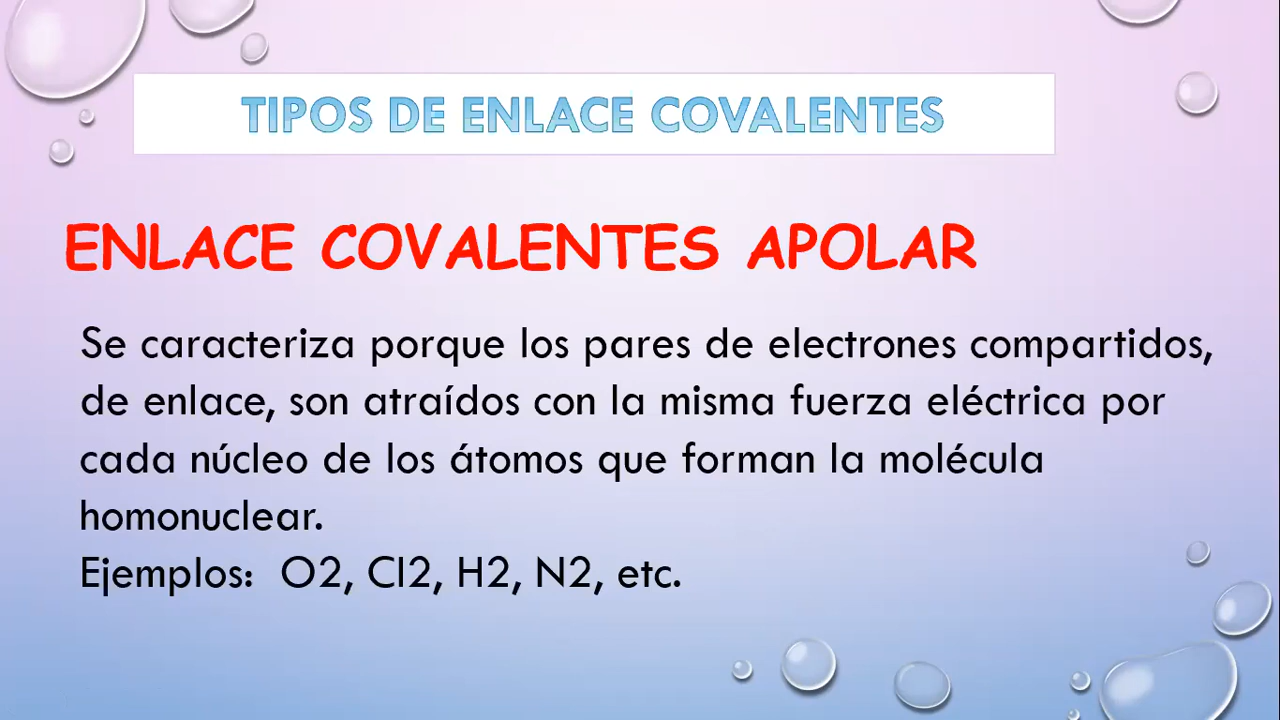 TIPOS DE ENLACE COVALENTES
ENLACE COVALENTES APOLAR
Se caracteriza porque los pares de electrones compartidos,
de enlace, son atraídos con la misma fuerza eléctrica por
cada núcleo de los átomos que forman la molécula
homonuclear.
Ejemplos: O2, Cl2, H2, N2, etc.